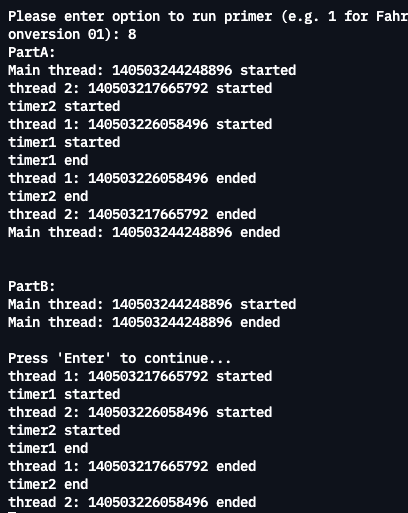 Please enter option to run primer (e.g. 1 for Fahr
onversion 01): 8
PartA:
Main thread: 140503244248896 started
thread 2: 140503217665792 started
timer2 started
thread 1: 140503226058496 started
timer1 started
timer1 end
thread 1: 140503226058496 ended
timer2 end
thread 2: 140503217665792 ended
Main thread: 140503244248896 ended
PartB:
Main thread: 140503244248896 started
Main thread: 140503244248896 ended
Press 'Enter' to continue...
thread 1: 140503217665792 started
timer1 started
thread 2: 140503226058496 started
timer2 started
timer1 end
thread 1: 140503217665792 ended
timer2 end
thread 2: 140503226058496 ended